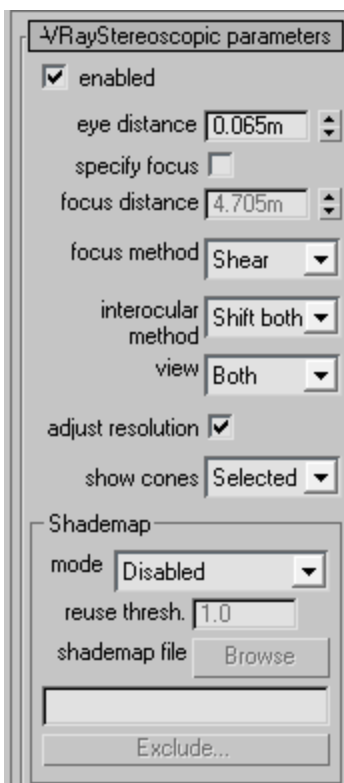 -VRayStereoscopic parameters
enabled
eye distance 0.065m
specify focus
focus distance 4.705m
focus method Shear
interocular method Shift both
view Both
adjust resolution
show cones Selected
Shademap
mode Disabled
reuse thresh. 1.0
shademap file Browse
Exclude...